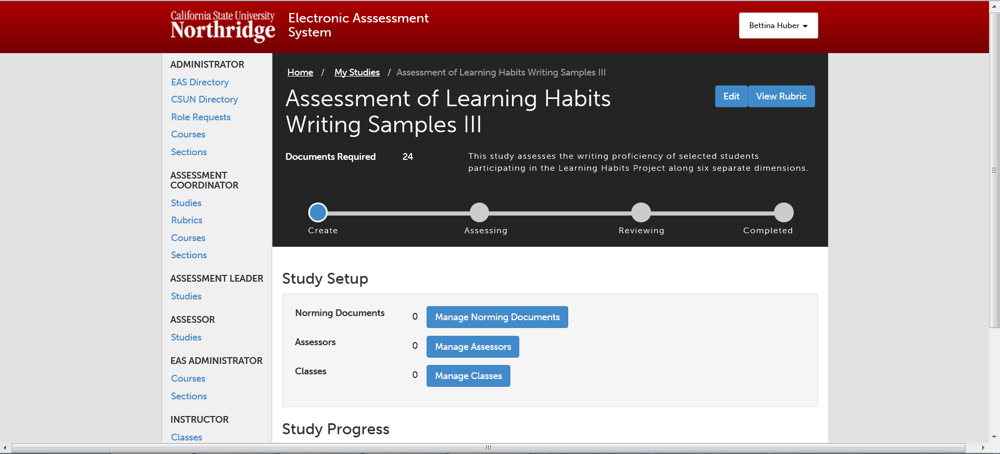 California State University
Northridge
Electronic Asssessment
System
Bettina Huber
ADMINISTRATOR
EAS Directory
CSUN Directory
Role Requests
Courses
Sections
ASSESSMENT
COORDINATOR
Studies
Rubrics
Courses
Sections
ASSESSMENT LEADER
Studies
ASSESSOR
Studies
EAS ADMINISTRATOR
Courses
Sections
INSTRUCTOR
Classes
Home / My Studies / Assessment of Learning Habits Writing Samples III
Assessment of Learning Habits
Writing Samples III
Edit View Rubric
Documents Required 24
This study assesses the writing proficiency of selected students
participating in the Learning Habits Project along six separate dimensions.
Create Assessing Reviewing Completed
Study Setup
Norming Documents 0 Manage Norming Documents
Assessors 0 Manage Assessors
Classes 0 Manage Classes
Study Progress